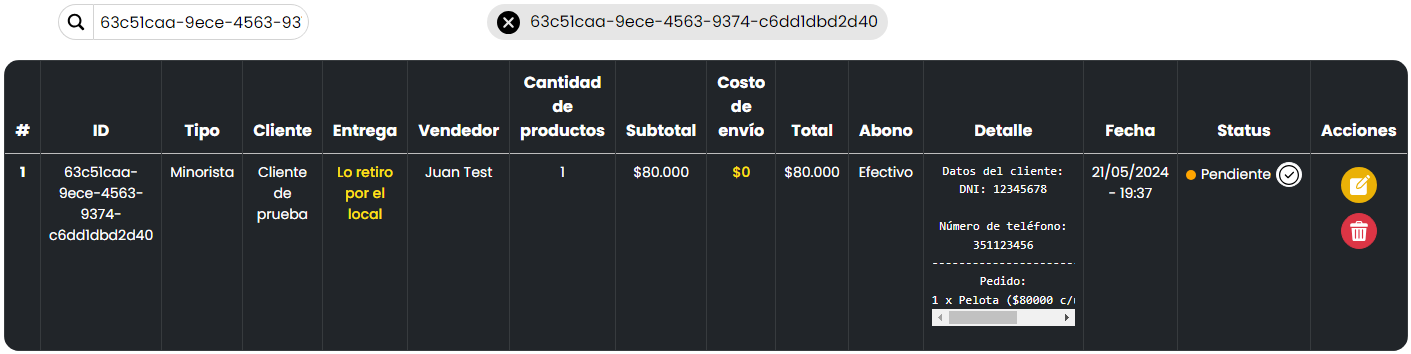 63c51caa-9ece-4563-93
63c51caa-9ece-4563-9374-c6dd1dbd2d40
# ID Tipo Cliente Entrega Vendedor Cantidad de productos Subtotal Costo de envío Total Abono Detalle Fecha Status Acciones
1
63c51caa-
9ece-4563-
9374-
c6dd1dbd2d40
Minorista
Cliente
de
prueba
Lo retiro
por el
local
Juan Test
1
$80.000
$0
$80.000
Efectivo
Datos del cliente:
DNI: 12345678
Número de teléfono:
351123456
-----------------------
Pedido:
1 x Pelota ($80000 c/
21/05/2024
- 19:37
Pendiente